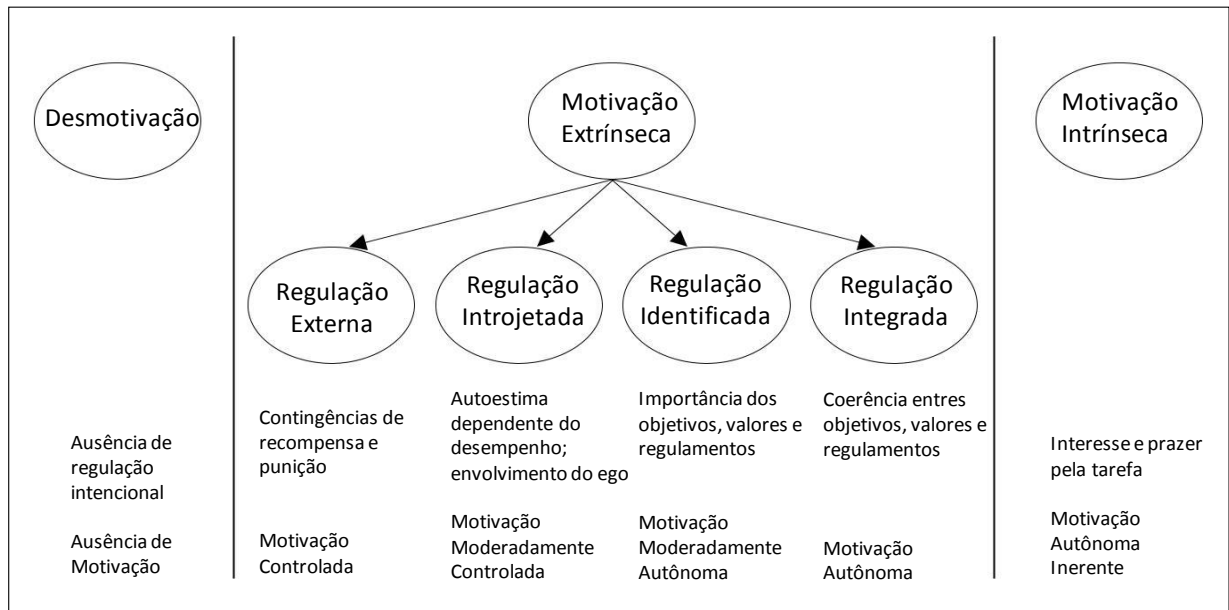 Desmotivação
Motivação
Extrínseca
Motivação
Intrínseca
Regulação
Externa
Regulação
Introjetada
Regulação
Identificada
Regulação
Integrada
Ausência de
regulação
intencional
Contingências de
recompensa e
punição
Autoestima
dependente do
desempenho;
envolvimento do ego
Importância dos
objetivos, valores e
regulamentos
Coerência entres
objetivos, valores e
regulamentos
Interesse e prazer
pela tarefa
Ausência de
Motivação
Motivação
Controlada
Motivação
Moderadamente
Controlada
Motivação
Moderadamente
Autônoma
Motivação
Autônoma
Motivação
Autônoma
Inerente